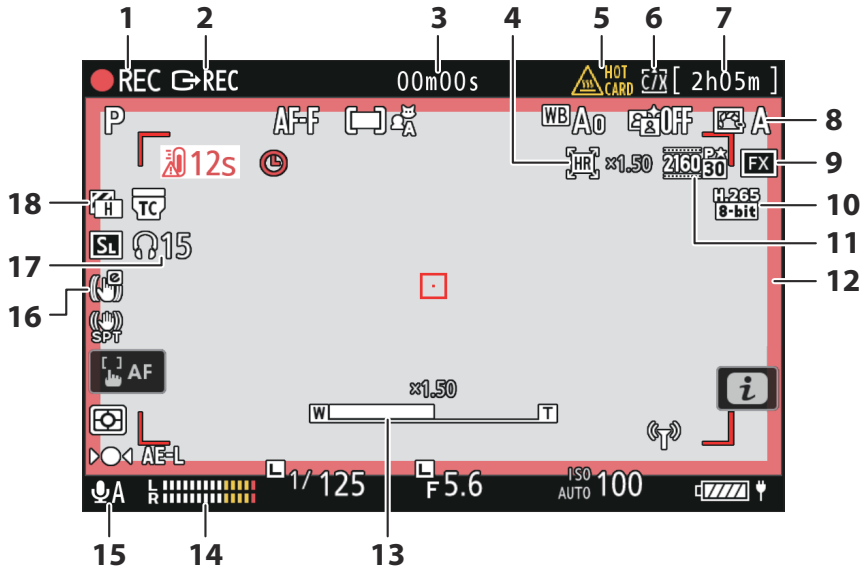 1 2 3 4 5 6 7
REC REC 00m00s HOT CARD C/X [ 2h05m ]
P AF-F A WB A0 OFF A 8
12s HR ×1.50 2160 P★ 30 FX 9
18 H TC H.265 8-bit 10
11
SL 15
17
12
e
16
SPT
AF i
×1.50
W T
AE-L
A L R L 1/125 L F5.6 ISO AUTO 100
15 14 13